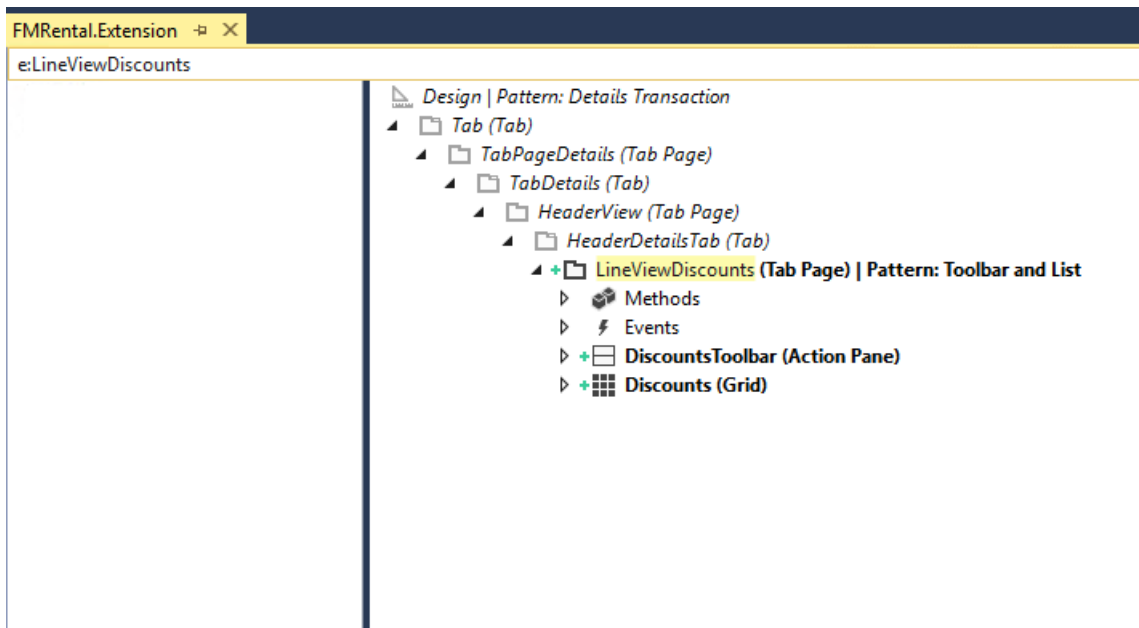 FMRental.Extension
e:LineViewDiscounts
Design | Pattern: Details Transaction
Tab (Tab)
TabPageDetails (Tab Page)
TabDetails (Tab)
HeaderView (Tab Page)
HeaderDetailsTab (Tab)
LineViewDiscounts (Tab Page) | Pattern: Toolbar and List
Methods
Events
DiscountsToolbar (Action Pane)
Discounts (Grid)